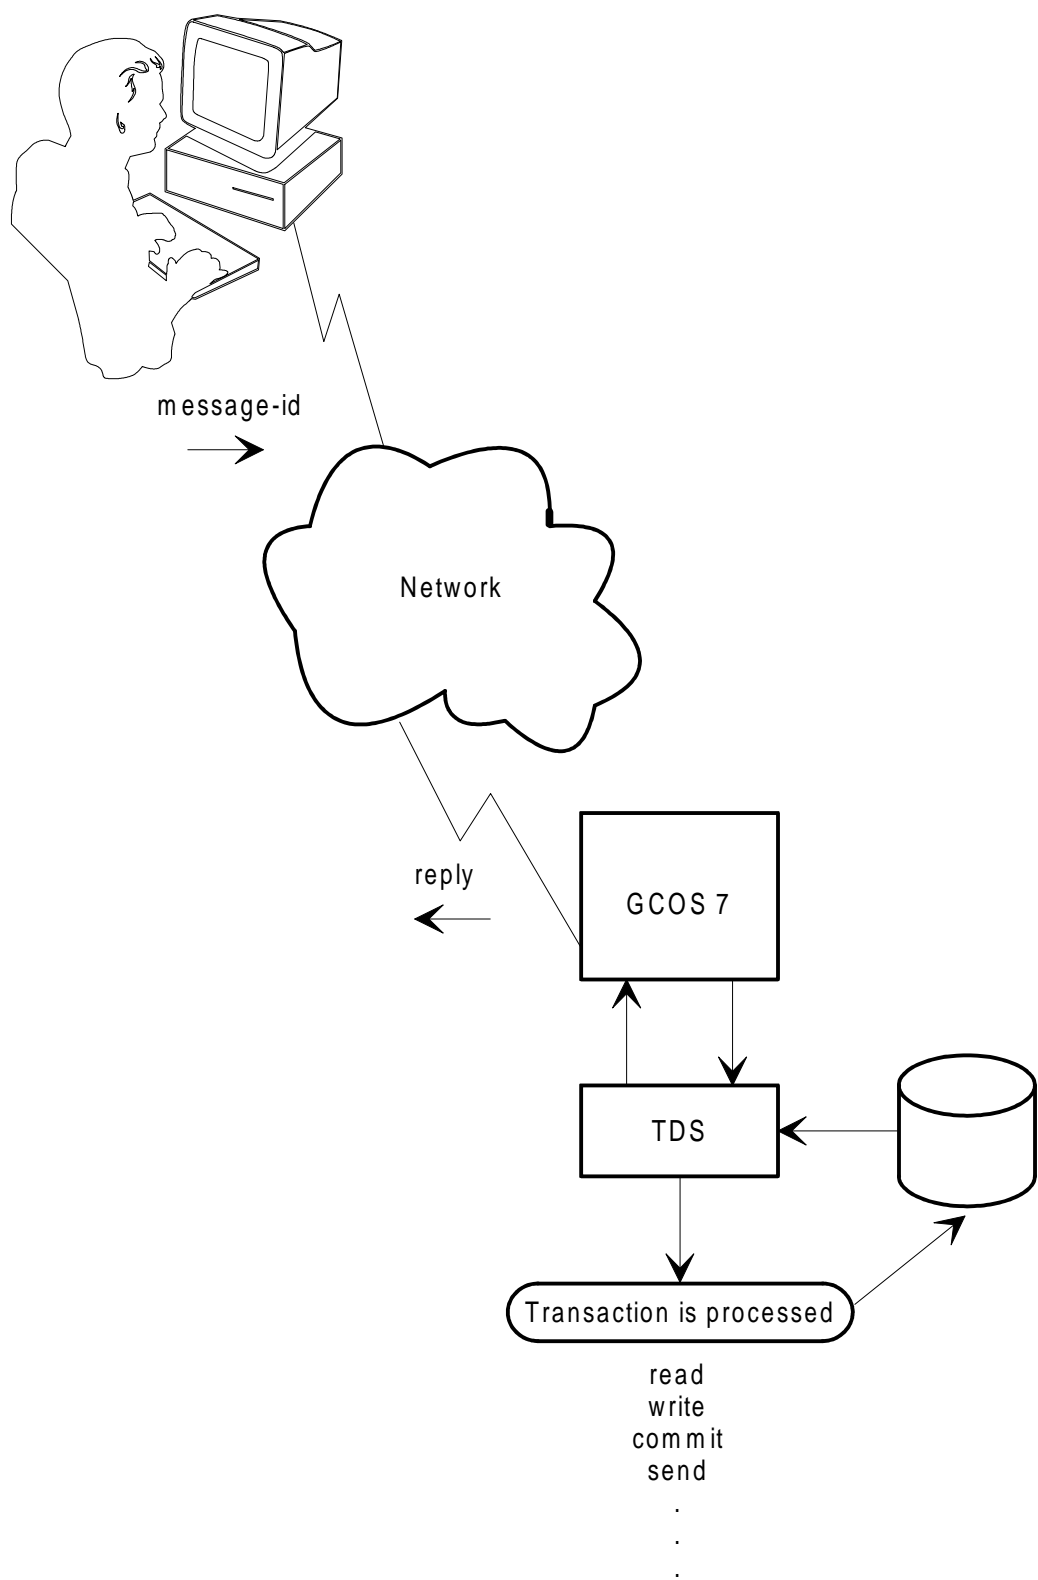 message-id
Network
reply
GCOS 7
TDS
Transaction is processed
read
write
commit
send
.
.
.